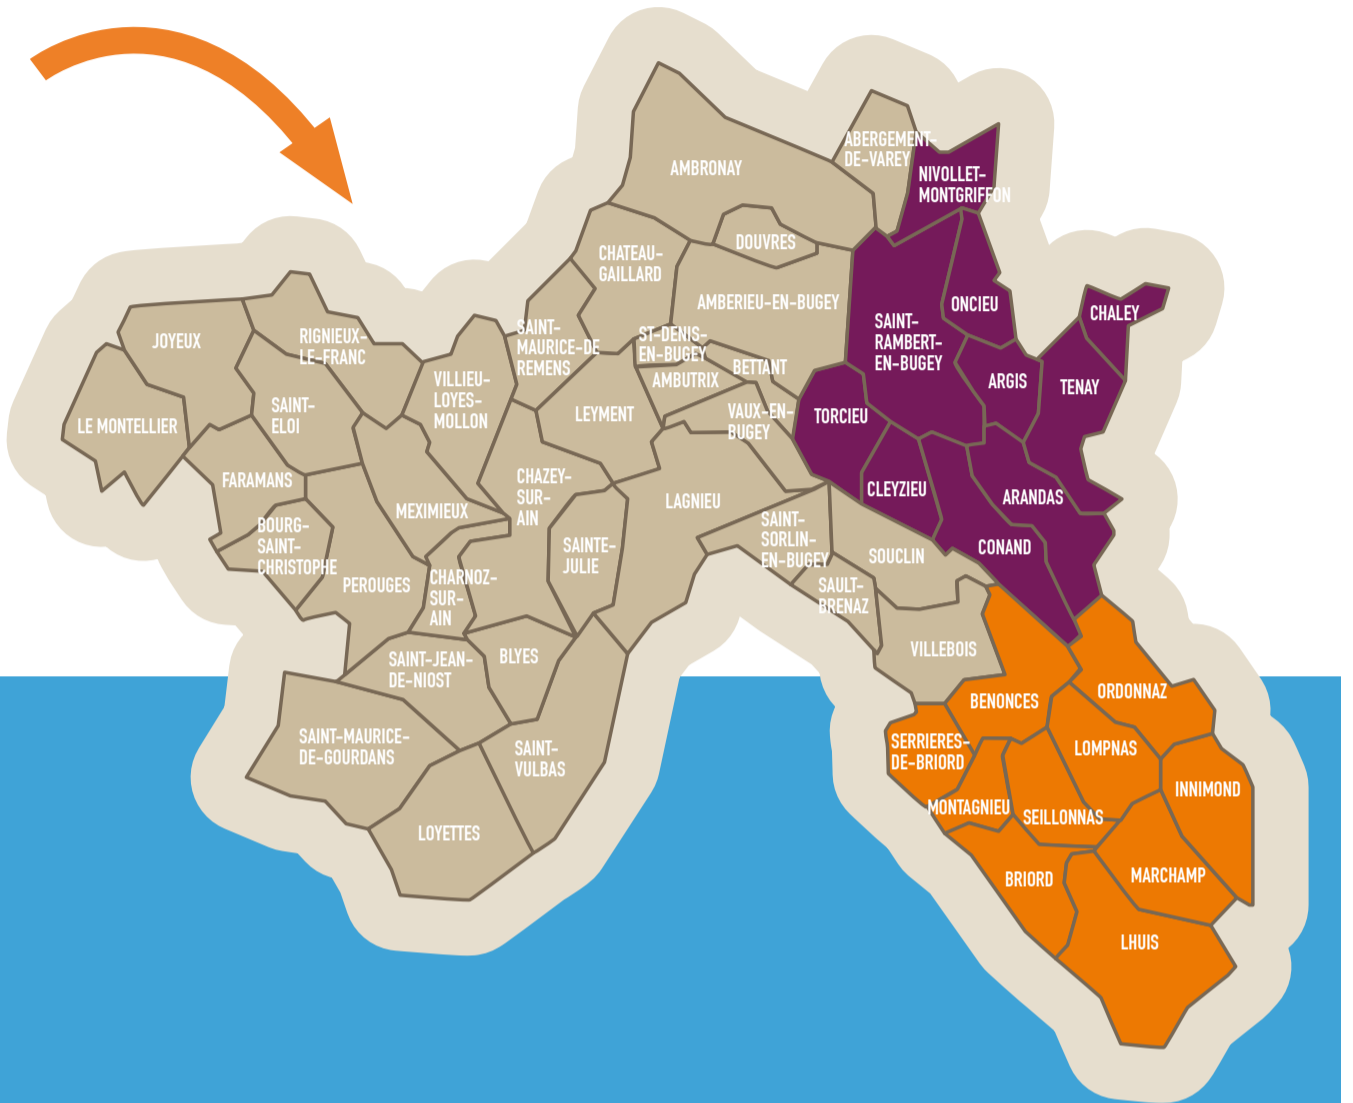 ABERGEMENT-
DE-VAREY
AMBRONAY
NIVOLLET-
MONTGRIFFON
DOUVRES
CHATEAU-
GAILLARD
AMBERIEU-EN-BUGEY
ONCIEU
CHALEY
SAINT-
RAMBERT-
EN-BUGEY
JOYEUX
RIGNIEUX-
LE-FRANC
SAINT-
MAURICE-DE
REMENS
ST-DENIS-
EN-BUGEY
BETTANT
AMBUTRIX
ARGIS
TENAY
VILLIEU-
LOYES-
MOLLON
LE MONTELLIER
SAINT-
ELOI
LEYMENT
VAUX-EN-
BUGEY
TORCIEU
FARAMANS
CHAZEY-
SUR-
AIN
LAGNIEU
CLEYZIEU
ARANDAS
BOURG-
SAINT-
CHRISTOPHE
MEXIMIEUX
SAINT-
SORLIN-
EN-BUGEY
SAINTE-
JULIE
SOUCLIN
CONAND
PEROUGES
CHARNOZ-
SUR-
AIN
SAULT-
BRENAZ
VILLEBOIS
SAINT-JEAN-
DE-NIOST
BLYES
BENONCES
ORDONNAZ
SAINT-MAURICE-
DE-GOURDANS
SAINT-
VULBAS
SERRIERES-
DE-BRIORD
LOMPNAS
INNIMOND
MONTAGNIEU
SEILLONNAS
LOYETTES
BRIORD
MARCHAMP
LHUIS